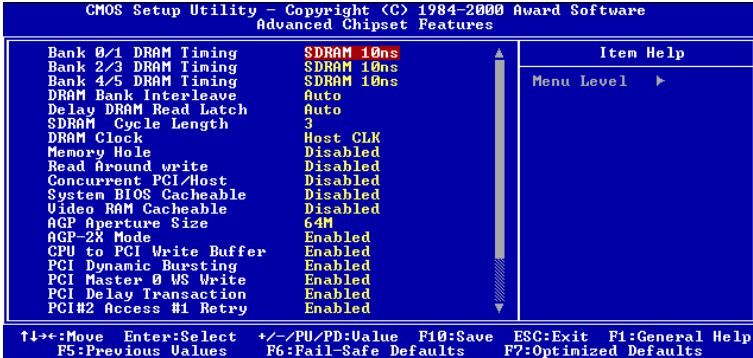 CMOS Setup Utility - Copyright (C) 1984-2000 Award Software
Advanced Chipset Features
Bank 0/1 DRAM Timing SDRAM 10ns
Bank 2/3 DRAM Timing SDRAM 10ns
Bank 4/5 DRAM Timing SDRAM 10ns
DRAM Bank Interleave Auto
Delay DRAM Read Latch Auto
SDRAM Cycle Length 3
DRAM Clock Host CLK
Memory Hole Disabled
Read Around write Disabled
Concurrent PCI/Host Disabled
System BIOS Cacheable Disabled
Video RAM Cacheable Disabled
AGP Aperture Size 64M
AGP-2X Mode Enabled
CPU to PCI Write Buffer Enabled
PCI Dynamic Bursting Enabled
PCI Master 0 WS Write Enabled
PCI Delay Transaction Enabled
PCI#2 Access #1 Retry Enabled
Item Help
Menu Level ►
↑↓→←:Move Enter:Select +/-/PU/PD:Value F10:Save ESC:Exit F1:General Help
F5:Previous Values F6:Fail-Safe Defaults F7:Optimized Defaults